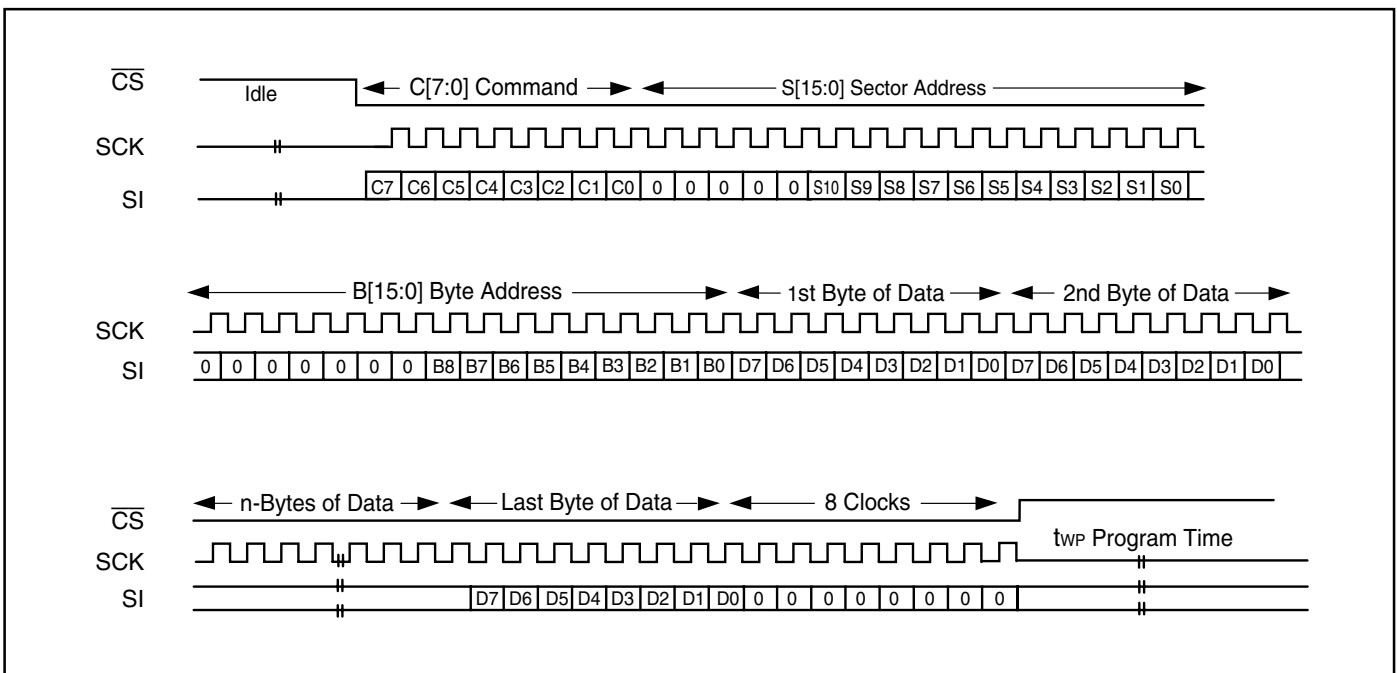 CS Idle C[7:0] Command S[15:0] Sector Address
SCK
SI C7 C6 C5 C4 C3 C2 C1 C0 0 0 0 0 0 S10 S9 S8 S7 S6 S5 S4 S3 S2 S1 S0
B[15:0] Byte Address 1st Byte of Data 2nd Byte of Data
SCK
SI 0 0 0 0 0 0 0 B8 B7 B6 B5 B4 B3 B2 B1 B0 D7 D6 D5 D4 D3 D2 D1 D0 D7 D6 D5 D4 D3 D2 D1 D0
n-Bytes of Data Last Byte of Data 8 Clocks
CS
SCK tWP Program Time
SI D7 D6 D5 D4 D3 D2 D1 D0 0 0 0 0 0 0 0 0